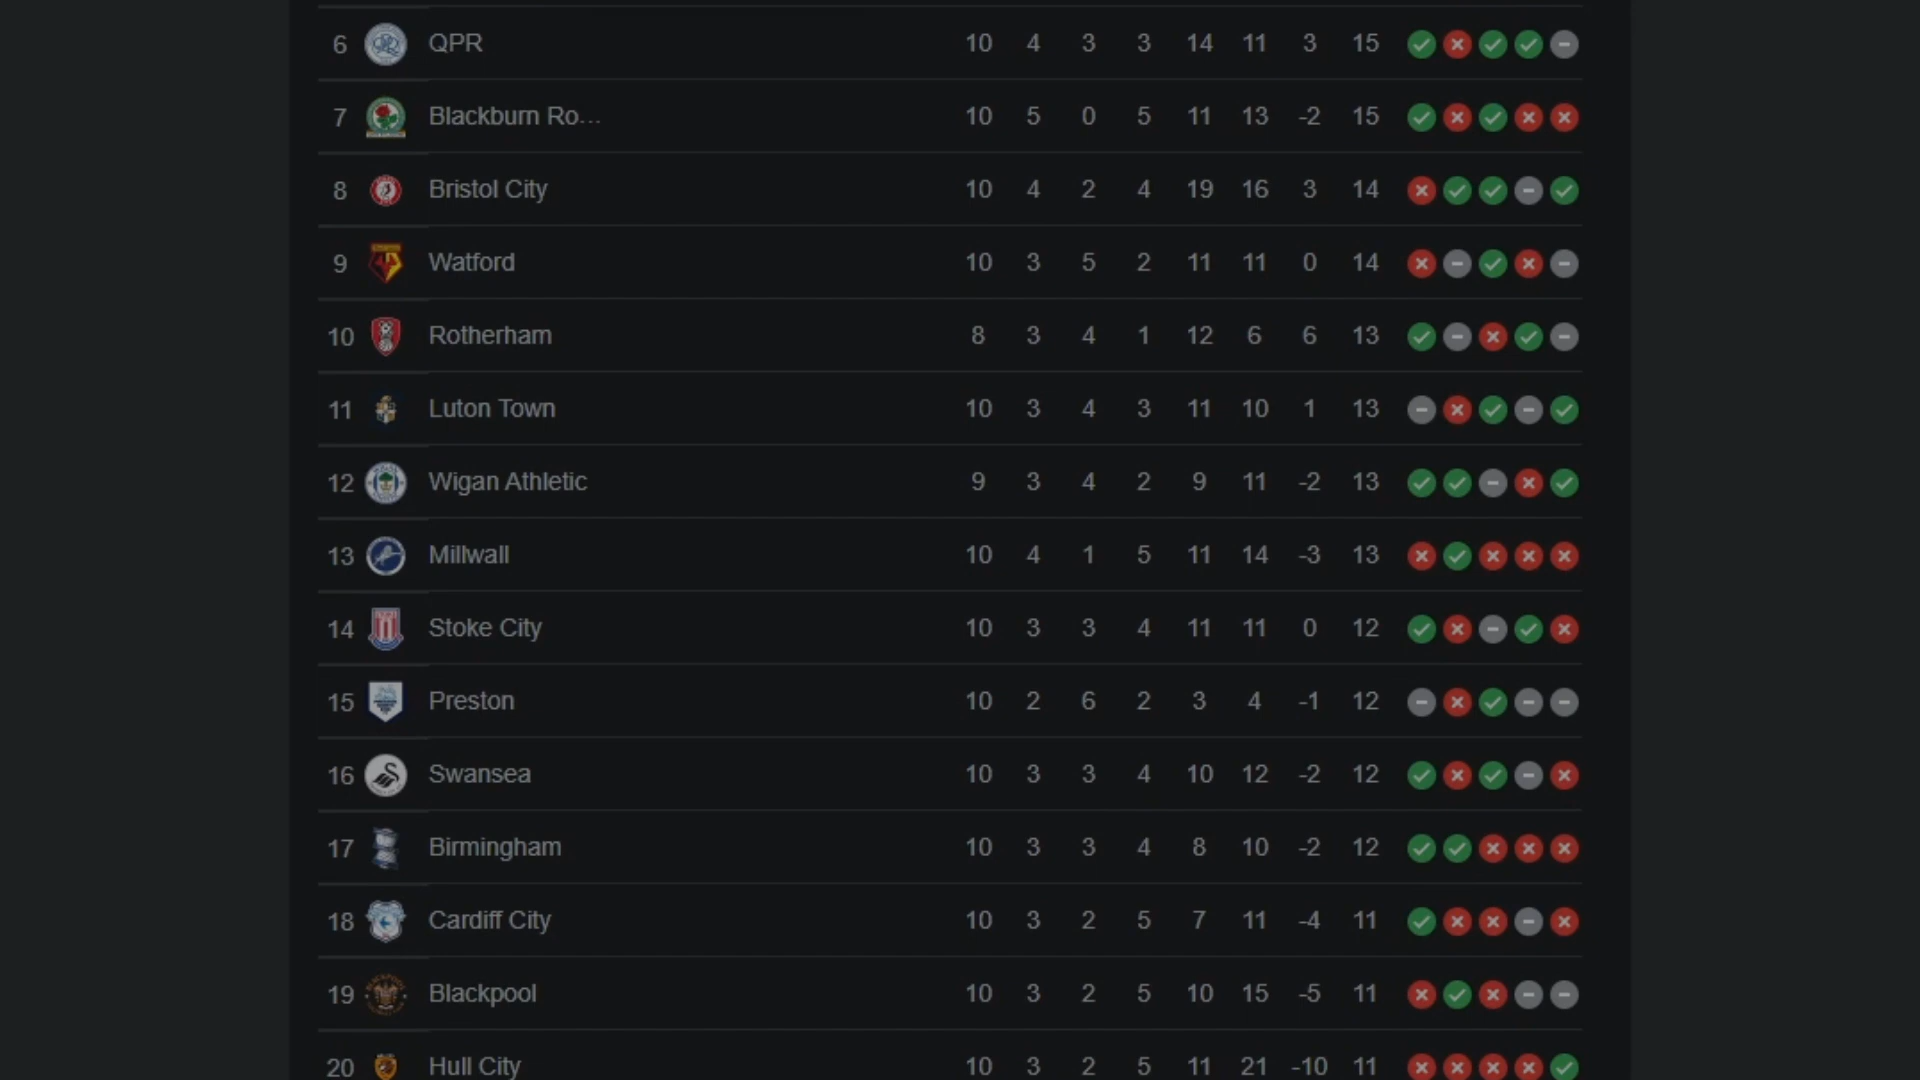 6 QPR 10 4 3 3 14 11 3 15
7 Blackburn Ro... 10 5 0 5 11 13 -2 15
8 Bristol City 10 4 2 4 19 16 3 14
9 Watford 10 3 5 2 11 11 0 14
10 Rotherham 8 3 4 1 12 6 6 13
11 Luton Town 10 3 4 3 11 10 1 13
12 Wigan Athletic 9 3 4 2 9 11 -2 13
13 Millwall 10 4 1 5 11 14 -3 13
14 Stoke City 10 3 3 4 11 11 0 12
15 Preston 10 2 6 2 3 4 -1 12
16 Swansea 10 3 3 4 10 12 -2 12
17 Birmingham 10 3 3 4 8 10 -2 12
18 Cardiff City 10 3 2 5 7 11 -4 11
19 Blackpool 10 3 2 5 10 15 -5 11
20 Hull City 10 3 2 5 11 21 -10 11